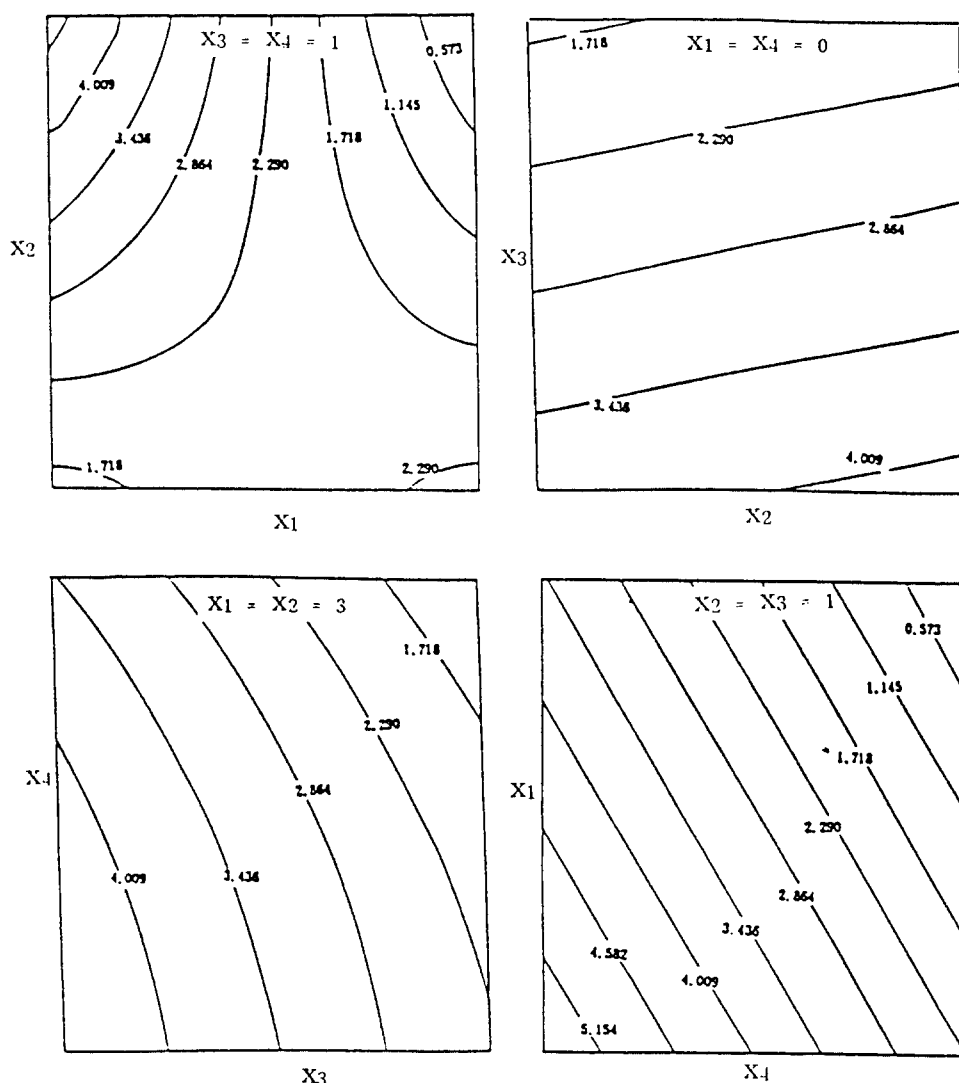 X3 = X4 = 1
0.573
4.009
1.145
3.436
1.718
2.864
2.290
X2
1.718
2.290
X1
1.718
X1 = X4 = 0
2.290
2.864
X3
3.436
4.009
X2
X1 = X2 = 3
1.718
2.290
X4
2.864
4.009
3.436
X3
X2 = X3 = 1
0.573
1.145
1.718
X1
2.290
2.864
3.436
4.582
4.009
5.154
X4